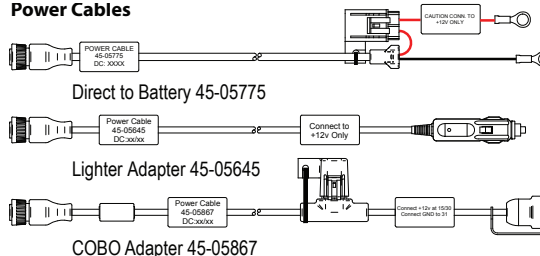 Power Cables
CAUTION CONN. TO
+12V ONLY
POWER CABLE
45-05775
DC: XXXX
Direct to Battery 45-05775
Power Cable
45-05645
DC:xx/xx
Connect to
+12v Only
Lighter Adapter 45-05645
Power Cable
45-05867
DC:xx/xx
Connect +12v at 15/30
Connect GND to 31
COBO Adapter 45-05867